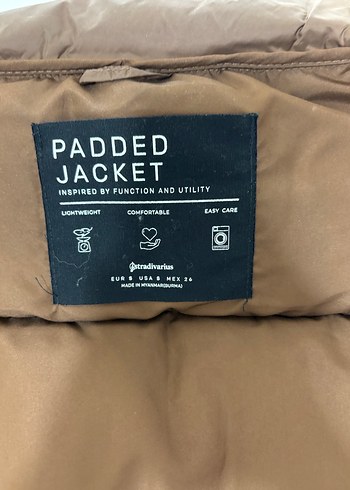 PADDED
JACKET
INSPIRED BY FUNCTION AND UTILITY
LIGHTWEIGHT COMFORTABLE EASY CARE
stradivarius
EUR S USA S MEX 26
MADE IN MYANMAR(BURMA)